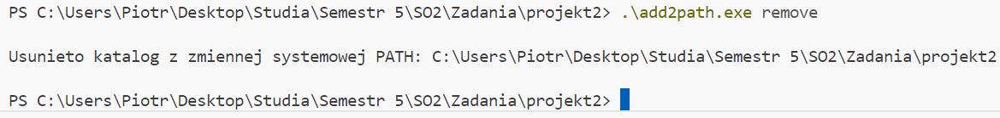 PS C:\Users\Piotr\Desktop\Studia\Semestr 5\SO2\Zadania\projekt2> .\add2path.exe remove
Usunieto katalog z zmiennej systemowej PATH: C:\Users\Piotr\Desktop\Studia\Semestr 5\SO2\Zadania\projekt2
PS C:\Users\Piotr\Desktop\Studia\Semestr 5\SO2\Zadania\projekt2>